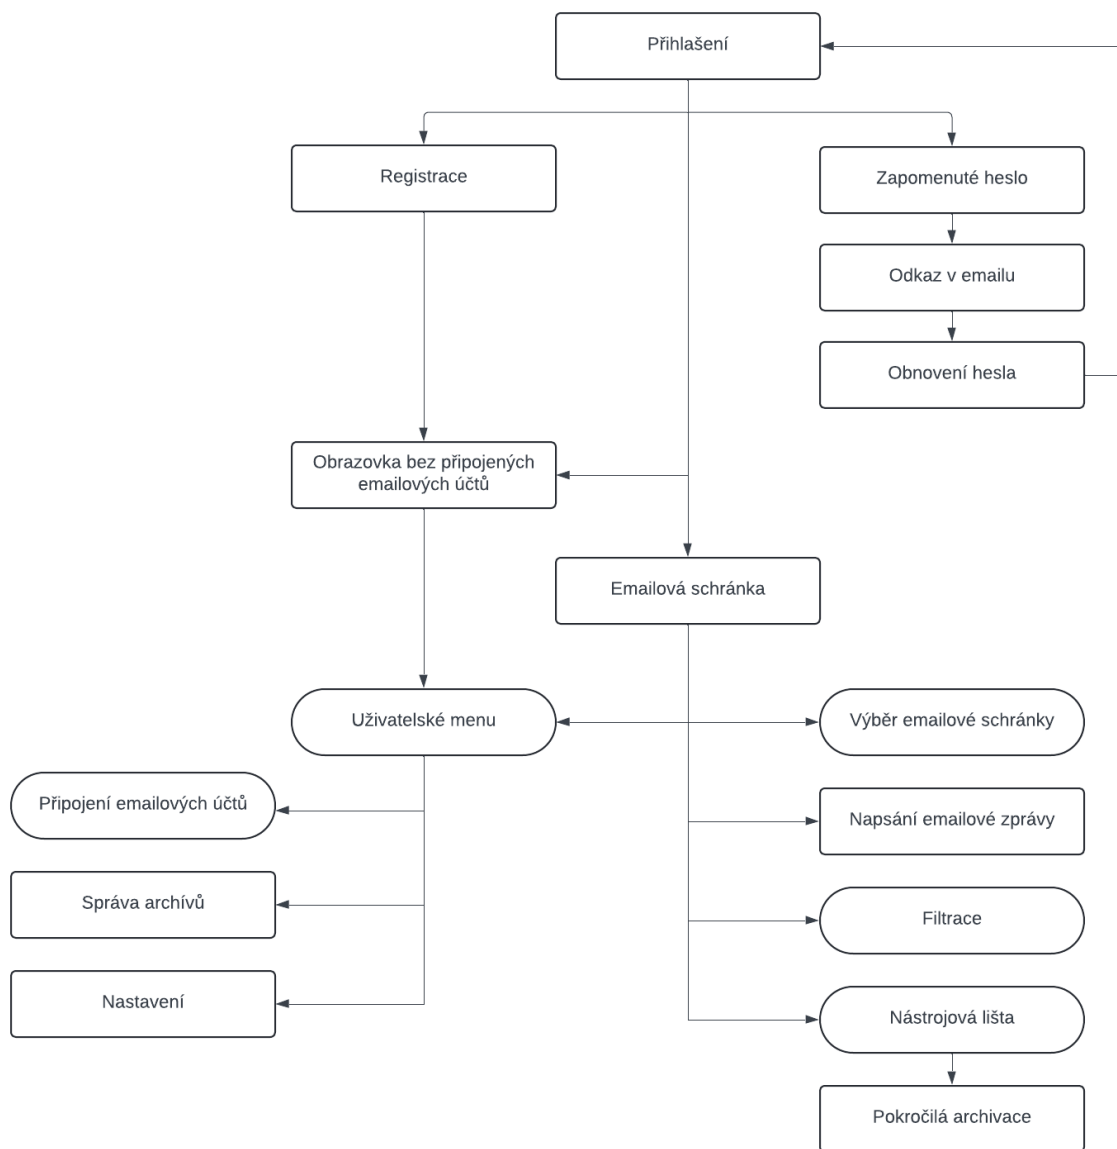 Přihlašení
Registrace
Zapomenuté heslo
Odkaz v emailu
Obnovení hesla
Obrazovka bez připojených
emailových účtů
Emailová schránka
Uživatelské menu
Výběr emailové schránky
Připojení emailových účtů
Napsání emailové zprávy
Správa archívů
Filtrace
Nastavení
Nástrojová lišta
Pokročilá archivace